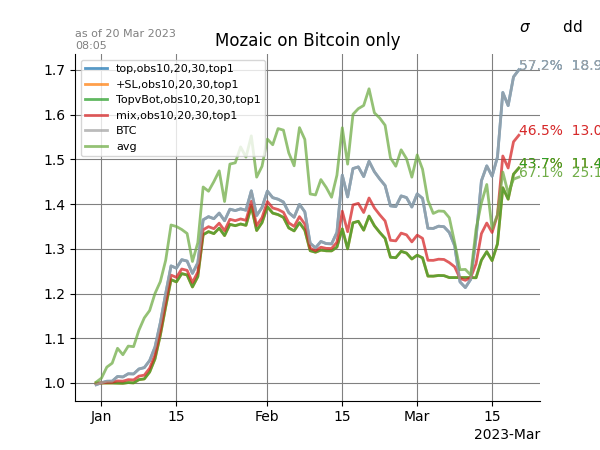 as of 20 Mar 2023
08:05
Mozaic on Bitcoin only
σ dd
top,obs10,20,30,top1
+SL,obs10,20,30,top1
TopvBot,obs10,20,30,top1
mix,obs10,20,30,top1
BTC
avg
57.2% 18.9
46.5% 13.0
43.7% 11.4
67.1% 25.1
1.7
1.6
1.5
1.4
1.3
1.2
1.1
1.0
Jan 15 Feb 15 Mar 15
2023-Mar